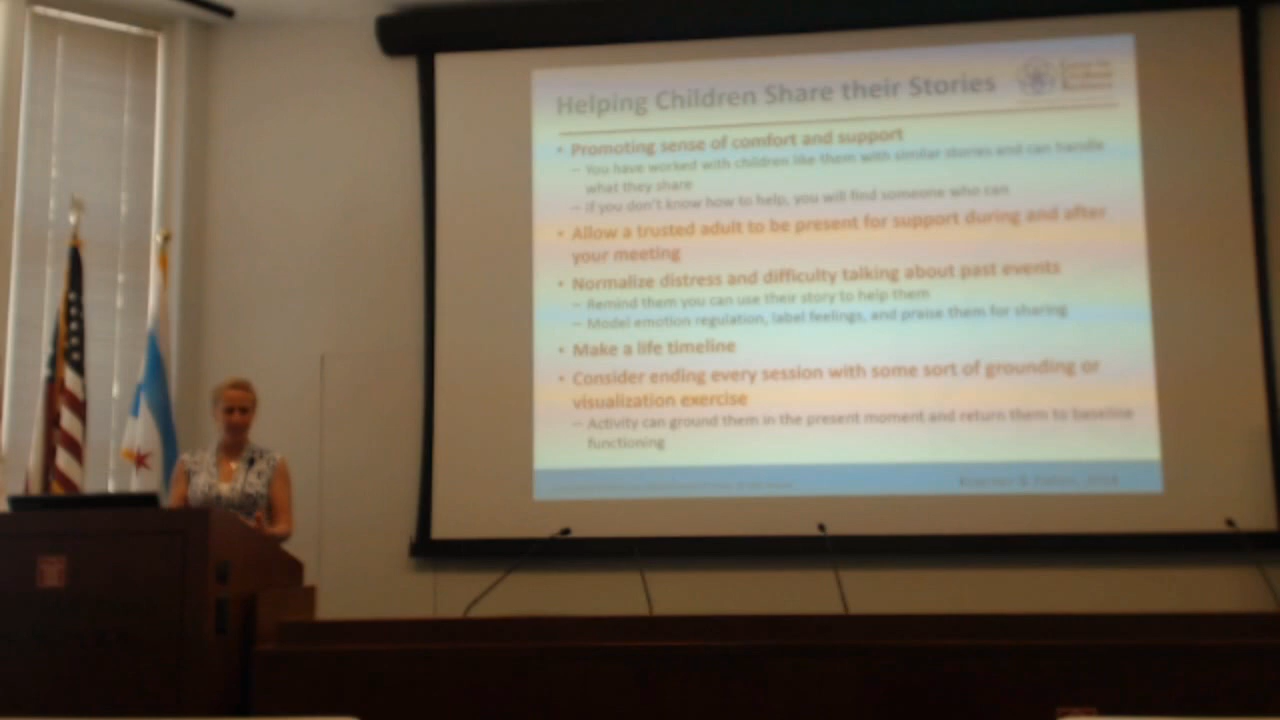 Helping Children Share their Stories
Center for
Childhood
Resilience
• Promoting sense of comfort and support
– You have worked with children like them with similar stories and can handle
what they share
– If you don't know how to help, you will find someone who can
• Allow a trusted adult to be present for support during and after
your meeting
• Normalize distress and difficulty talking about past events
– Remind them you can use their story to help them
– Model emotion regulation, label feelings, and praise them for sharing
• Make a life timeline
• Consider ending every session with some sort of grounding or
visualization exercise
– Activity can ground them in the present moment and return them to baseline
functioning